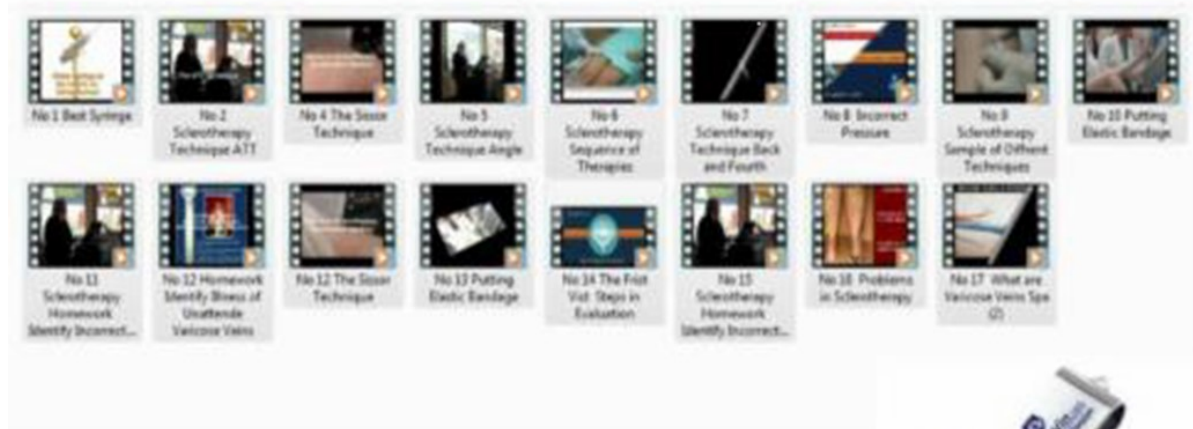 No 1 Best Syringe
No 2
Sclerotherapy
Technique ATT
No 4 The Sissor
Technique
No 5
Sclerotherapy
Technique Angle
No 6
Sclerotherapy
Sequence of
Therapies
No 7
Sclerotherapy
Technique Back
and Fourth
No 8 Incorrect
Pressure
No 9
Sclerotherapy
Sample of Diffrent
Techniques
No 10 Putting
Elastic Bandage
No 11
Sclerotherapy
Homework
Identify Incorrect...
No 12 Homework
Identify Illness of
Unattende
Varicose Veins
No 12 The Sissor
Technique
No 13 Putting
Elastic Bandage
No 14 The Frist
Vist Steps in
Evaluation
No 15
Sclerotherapy
Homework
Identify Incorrect...
No 16 Problems
in Sclerotherapy
No 17 What are
Varicose Veins Spa
(2)